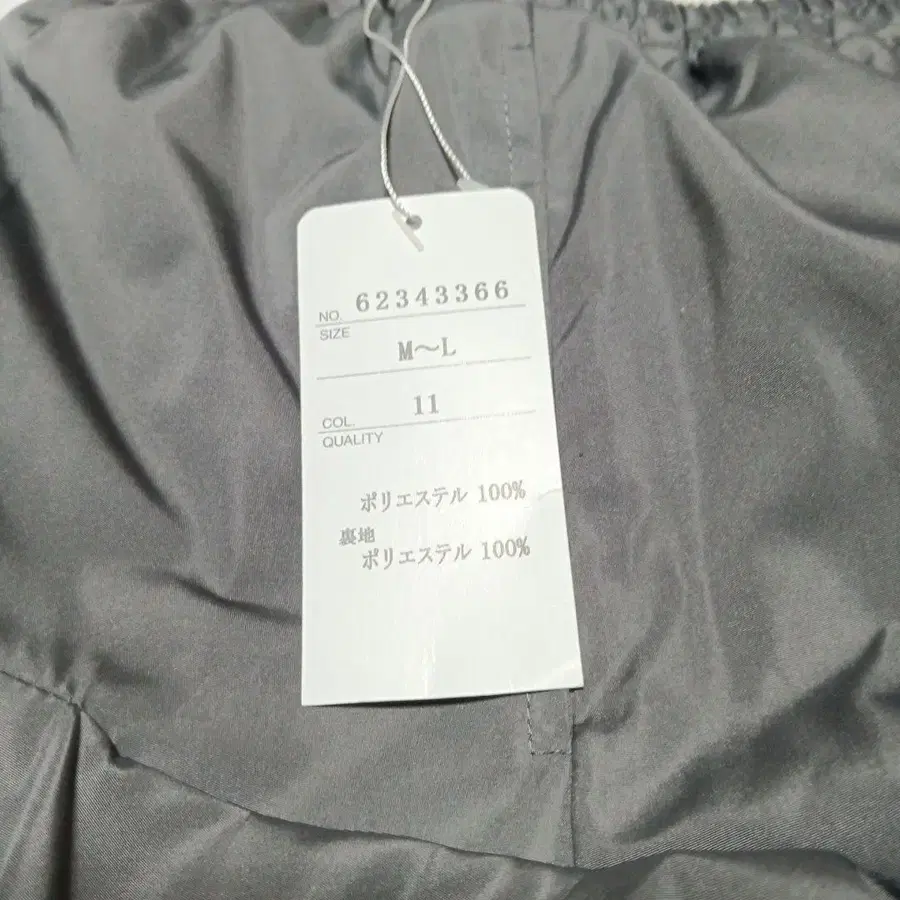 NO. 62343366
SIZE
M～L
COL. 11
QUALITY
ポリエステル 100%
裏地
ポリエステル 100%